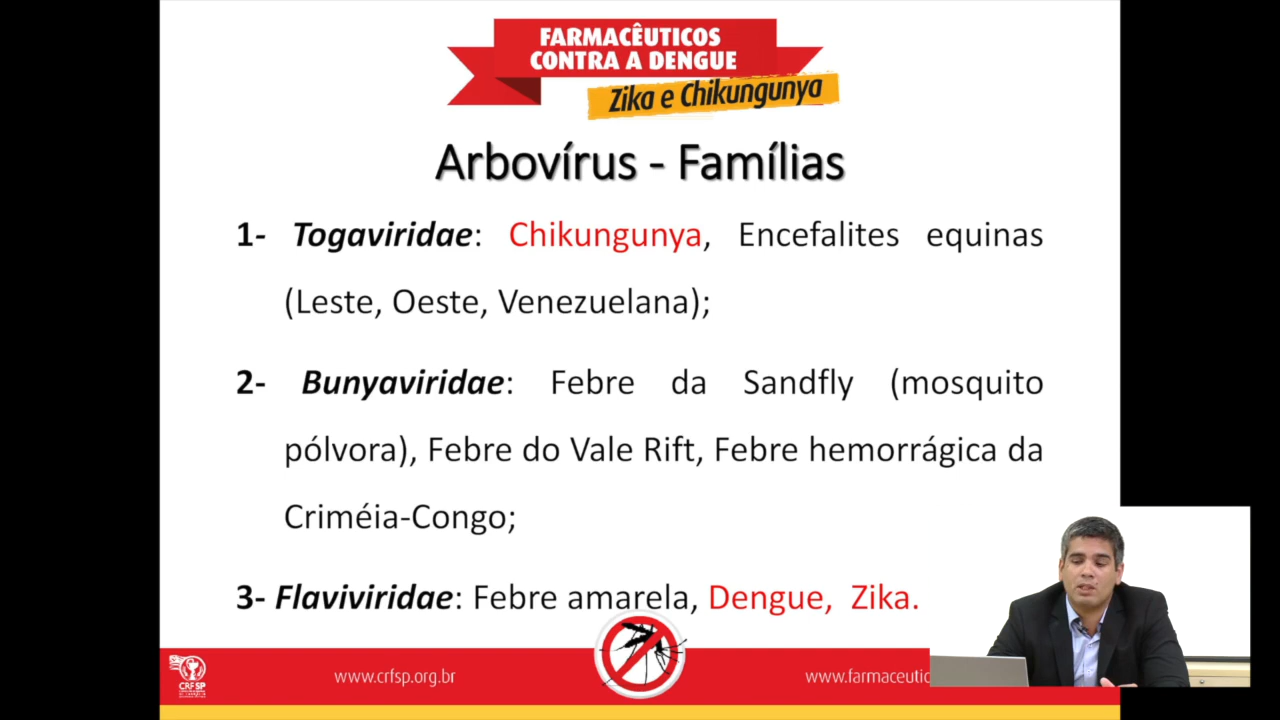 FARMACÊUTICOS
CONTRA A DENGUE
Zika e Chikungunya
Arbovírus - Famílias
1- Togaviridae: Chikungunya, Encefalites equinas
(Leste, Oeste, Venezuelana);
2- Bunyaviridae: Febre da Sandfly (mosquito
pólvora), Febre do Vale Rift, Febre hemorrágica da
Criméia-Congo;
3- Flaviviridae: Febre amarela, Dengue, Zika.
CRF SP
www.crfsp.org.br
www.farmaceutic